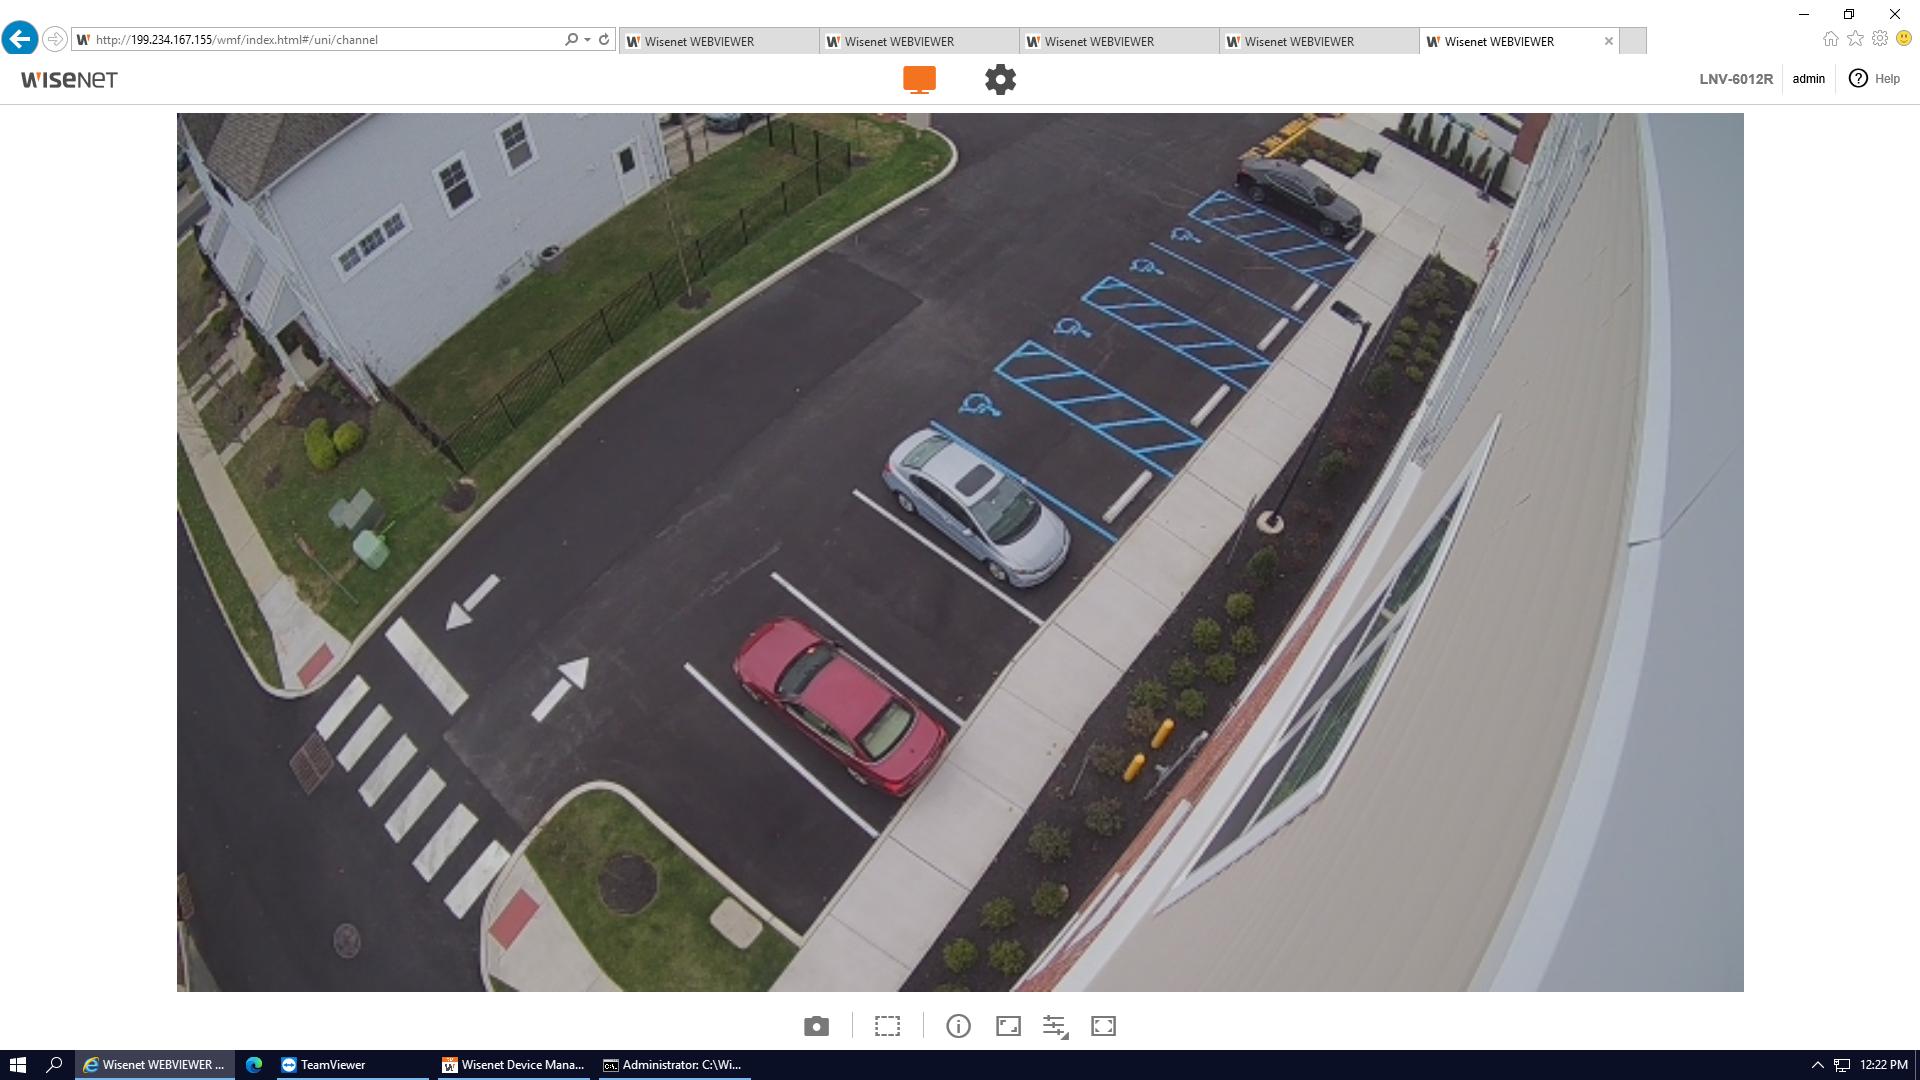 http://199.234.167.155/wmf/index.html#/uni/channel
Wisenet WEBVIEWER
Wisenet WEBVIEWER
Wisenet WEBVIEWER
Wisenet WEBVIEWER
Wisenet WEBVIEWER
WISENET
LNV-6012R
admin
? Help
Wisenet WEBVIEWER ...
TeamViewer
Wisenet Device Mana...
Administrator: C:\Wi...
12:22 PM